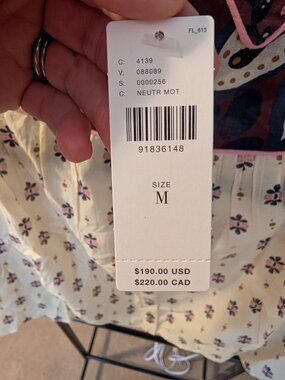 FL_613
C: 4139
V: 088089
S: 0000256
C: NEUTR MOT
91836148
SIZE
M
$190.00 USD
$220.00 CAD